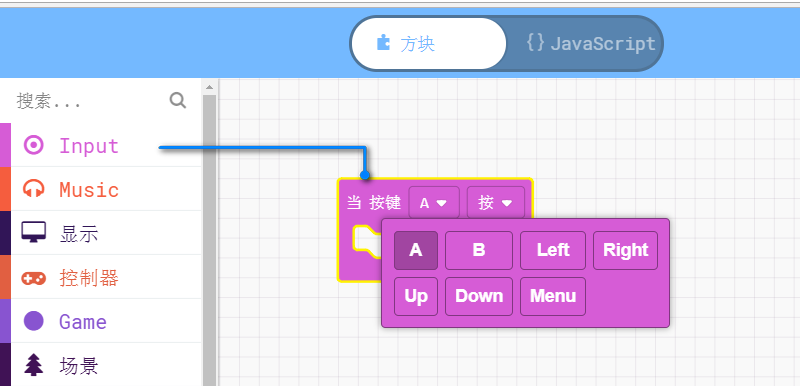 方块 {} JavaScript
搜索...
Input
Music
显示
控制器
Game
场景
当 按键 A 按
A B Left Right
Up Down Menu